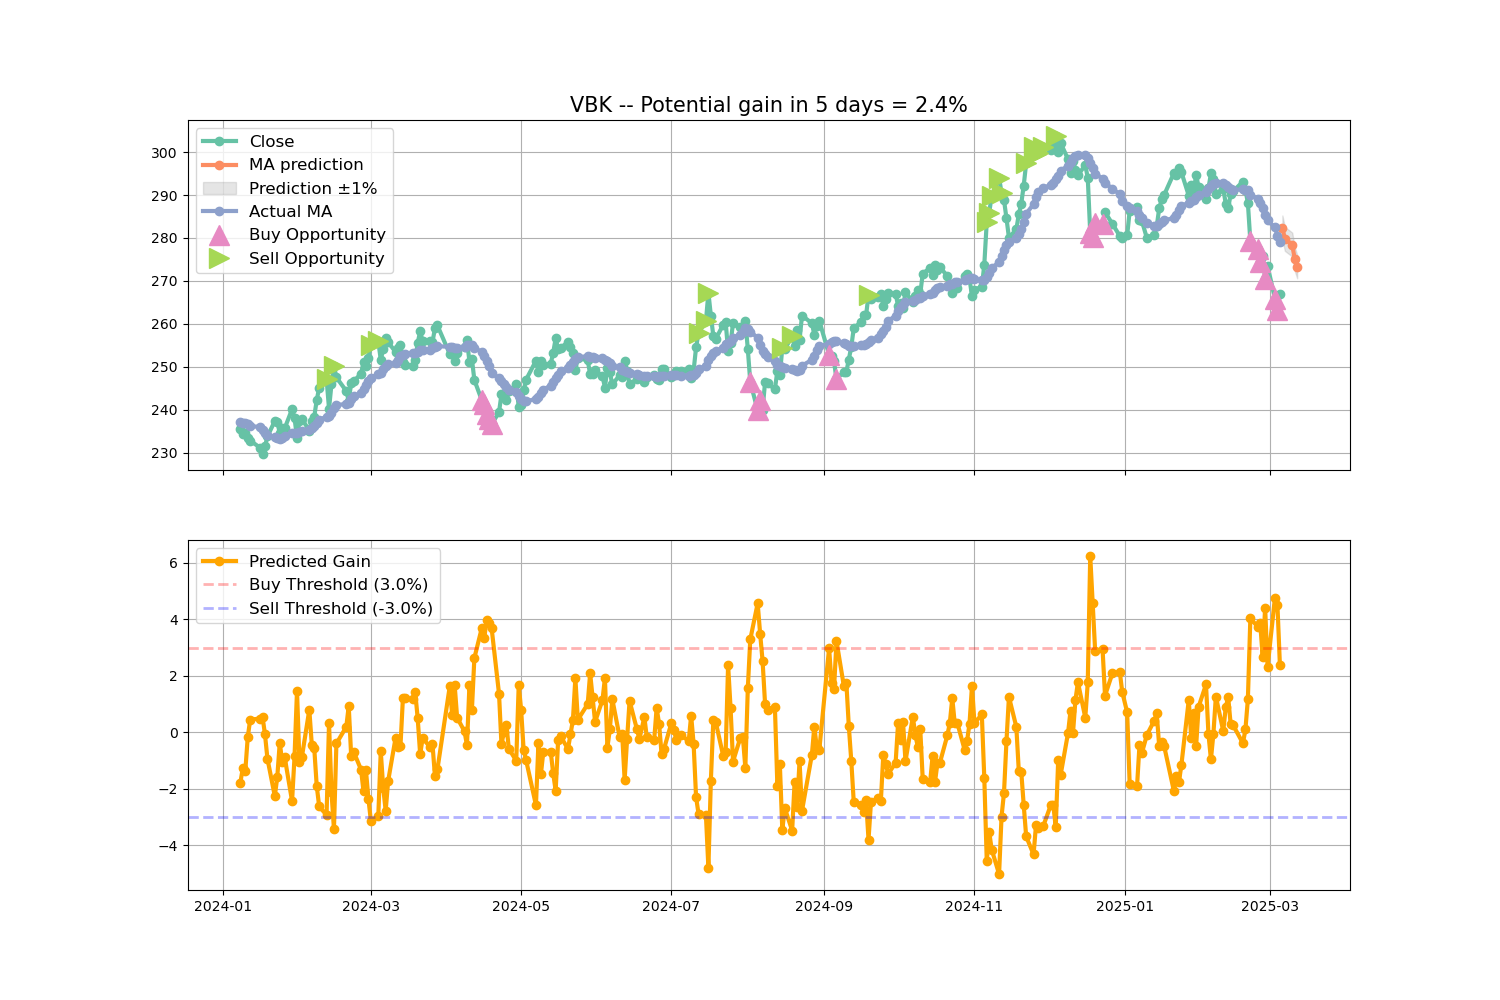 VBK -- Potential gain in 5 days = 2.4%
Close
MA prediction
Prediction ±1%
Actual MA
Buy Opportunity
Sell Opportunity
300
290
280
270
260
250
240
230
Predicted Gain
Buy Threshold (3.0%)
Sell Threshold (-3.0%)
6
4
2
0
−2
−4
2024-01 2024-03 2024-05 2024-07 2024-09 2024-11 2025-01 2025-03